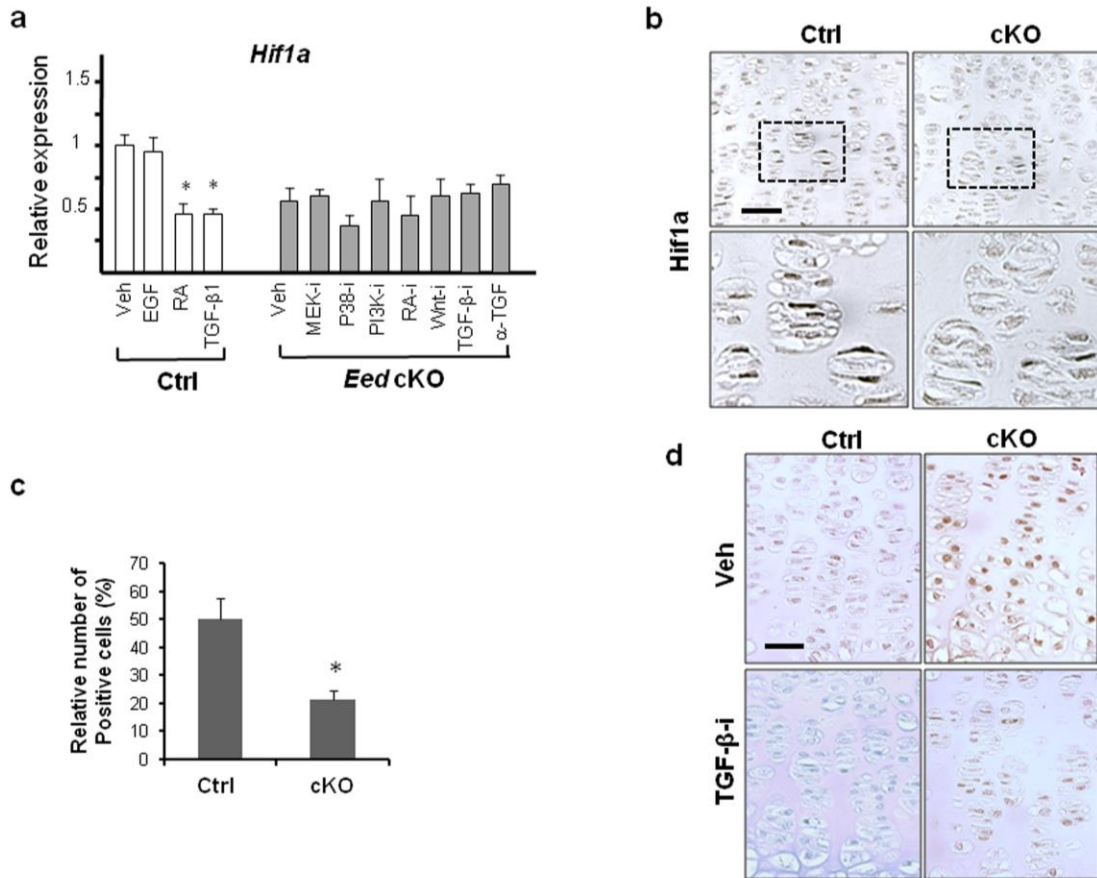 a
Hif1a
Relative expression
1.5
1
0.5
*
*
Veh
EGF
RA
TGF-β1
Veh
MEK-i
P38-i
PI3K-i
RA-i
Wnt-i
TGF-β-i
α-TGF
Ctrl
Eed cKO
b
Ctrl
cKO
Hif1a
c
Relative number of
Positive cells (%)
70
60
50
40
30
20
10
0
*
Ctrl
cKO
d
Ctrl
cKO
Veh
TGF-β-i